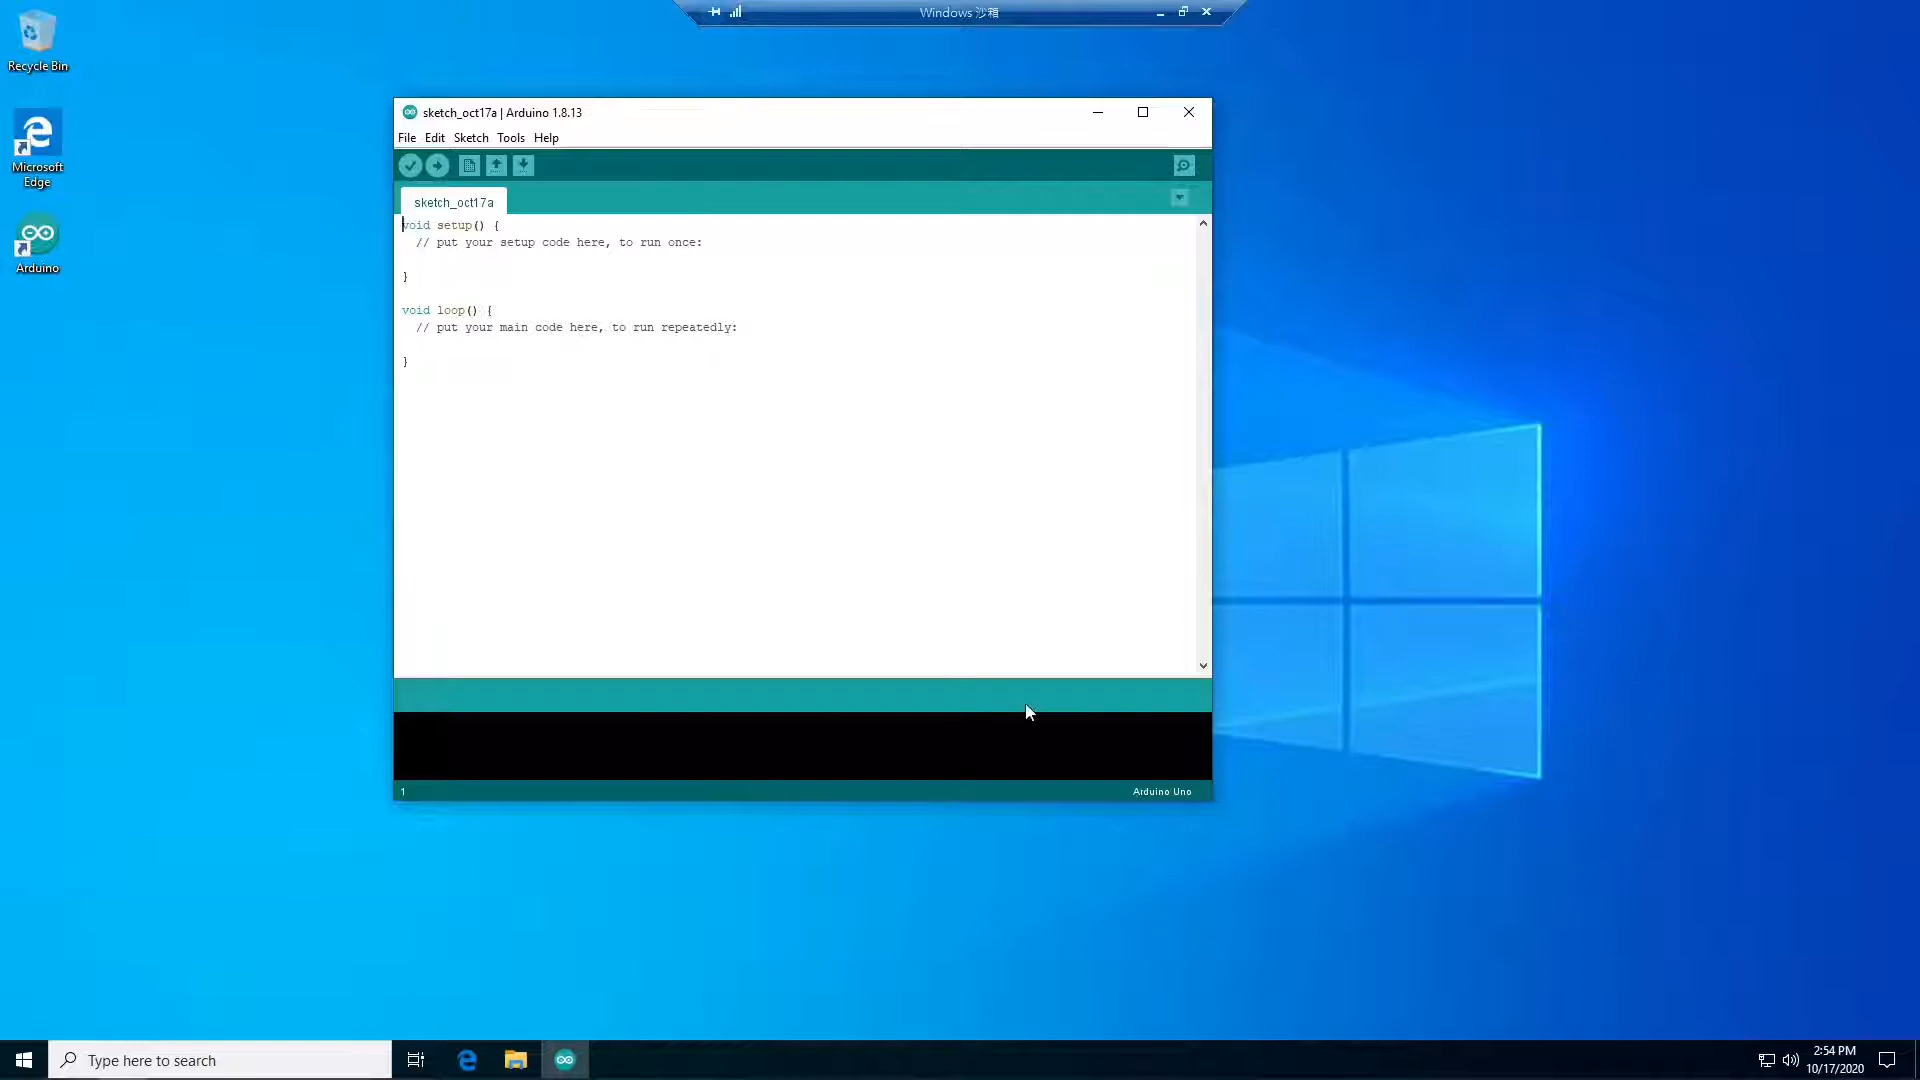 Windows 沙箱
Recycle Bin
Microsoft
Edge
Arduino
sketch_oct17a | Arduino 1.8.13
File Edit Sketch Tools Help
sketch_oct17a
void setup() {
// put your setup code here, to run once:
}
void loop() {
// put your main code here, to run repeatedly:
}
1
Arduino Uno
Type here to search
2:54 PM
10/17/2020